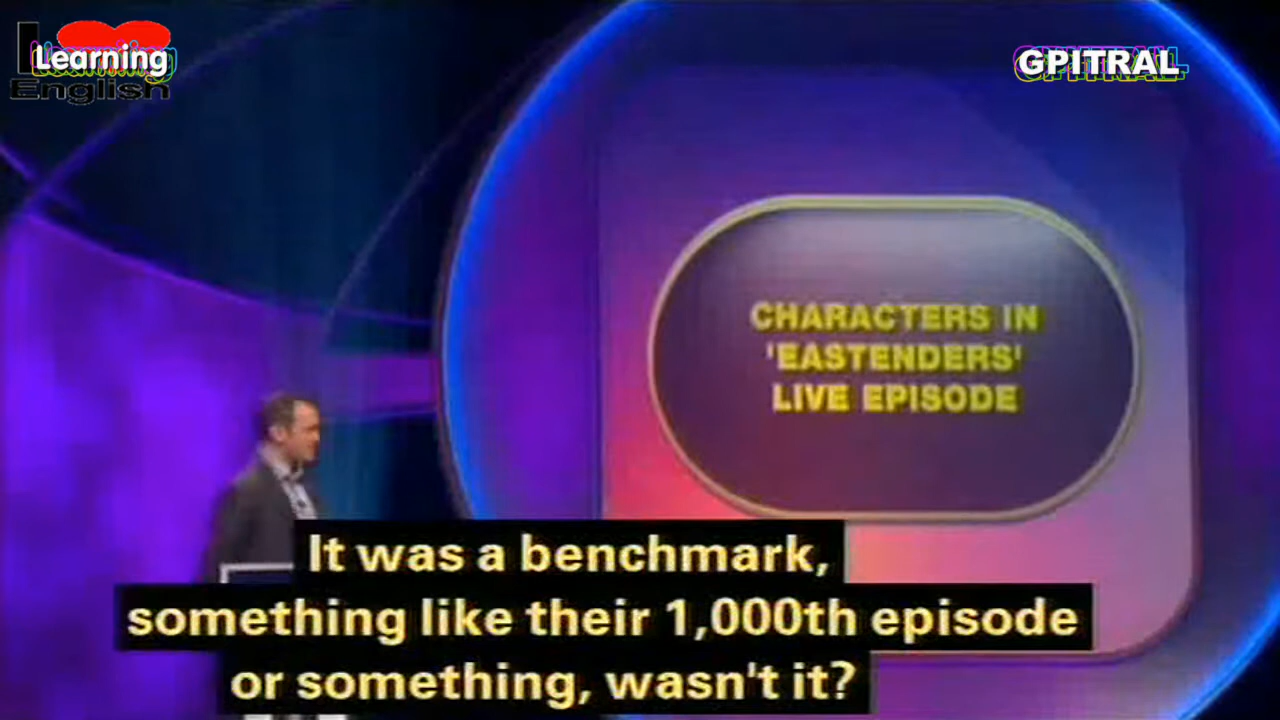 I
Learning
English
GPITRAL
CHARACTERS IN
'EASTENDERS'
LIVE EPISODE
It was a benchmark,
something like their 1,000th episode
or something, wasn't it?